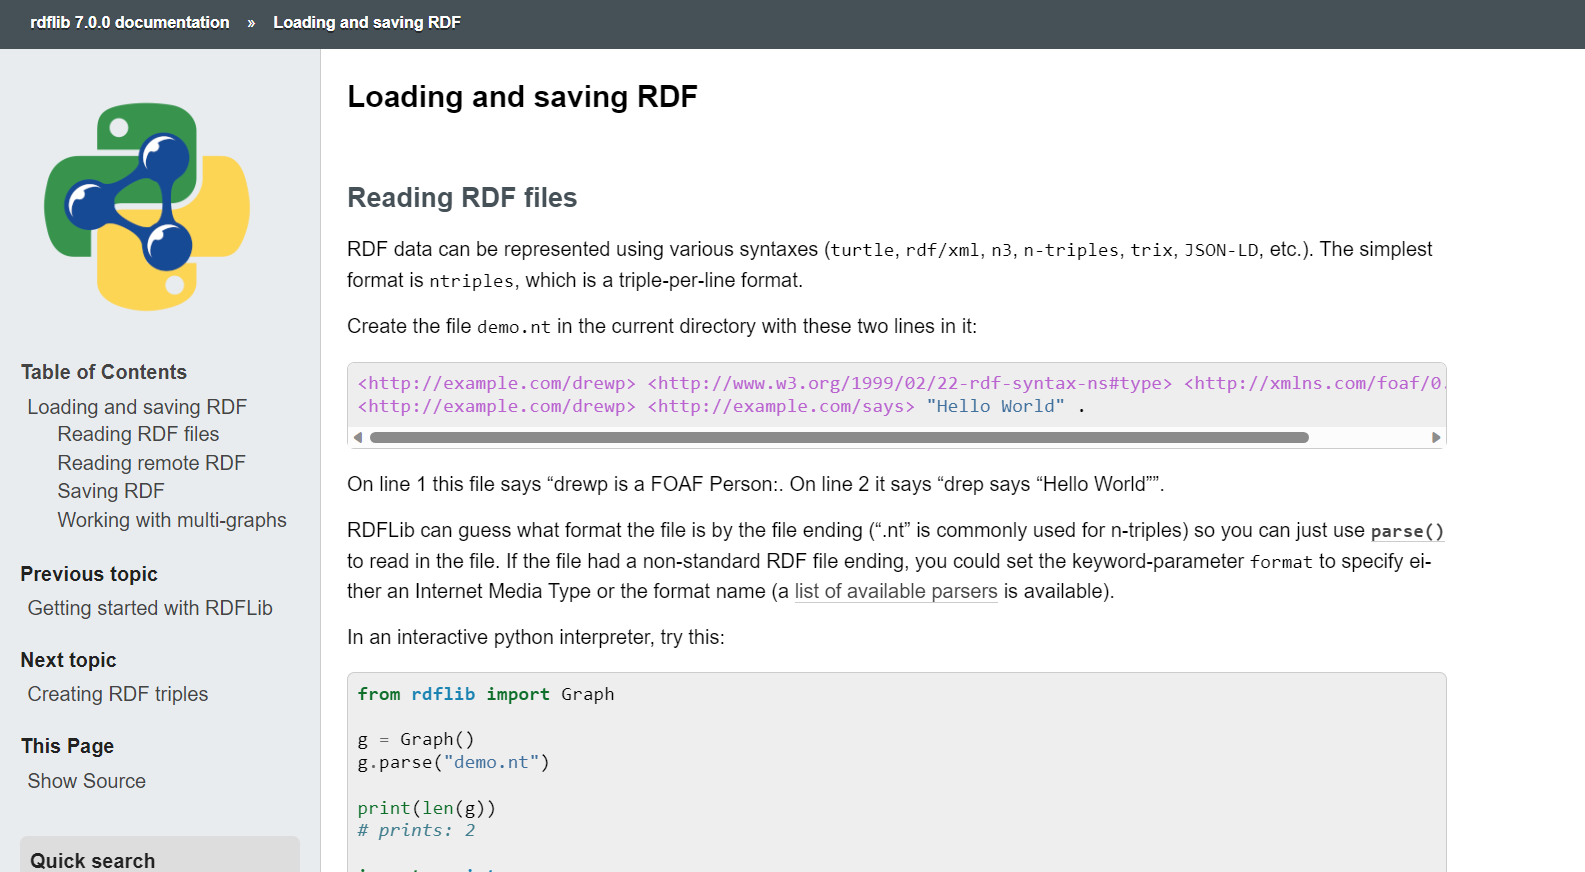 rdflib 7.0.0 documentation » Loading and saving RDF
Table of Contents
Loading and saving RDF
Reading RDF files
Reading remote RDF
Saving RDF
Working with multi-graphs
Previous topic
Getting started with RDFLib
Next topic
Creating RDF triples
This Page
Show Source
Quick search
Loading and saving RDF
Reading RDF files
RDF data can be represented using various syntaxes (turtle, rdf/xml, n3, n-triples, trix, JSON-LD, etc.). The simplest
format is ntriples, which is a triple-per-line format.
Create the file demo.nt in the current directory with these two lines in it:
<http://example.com/drewp> <http://www.w3.org/1999/02/22-rdf-syntax-ns#type> <http://xmlns.com/foaf/0.
<http://example.com/drewp> <http://example.com/says> "Hello World" .
On line 1 this file says “drewp is a FOAF Person:. On line 2 it says “drep says “Hello World””.
RDFLib can guess what format the file is by the file ending (“.nt” is commonly used for n-triples) so you can just use parse()
to read in the file. If the file had a non-standard RDF file ending, you could set the keyword-parameter format to specify ei-
ther an Internet Media Type or the format name (a list of available parsers is available).
In an interactive python interpreter, try this:
from rdflib import Graph
g = Graph()
g.parse("demo.nt")
print(len(g))
# prints: 2